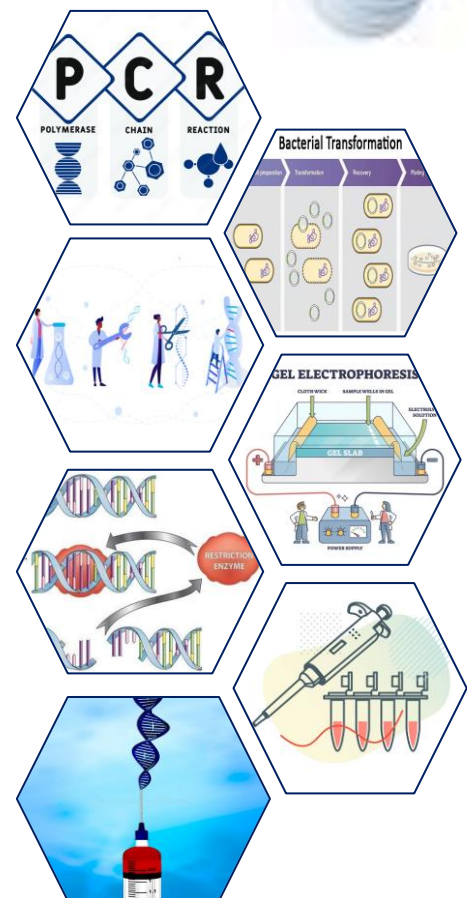 P C R
POLYMERASE CHAIN REACTION
Bacterial Transformation
Transformation Recovery Plating
GEL ELECTROPHORESIS
CLOTH WICK SAMPLE WELLS IN GEL
SOLUTION
GEL SLAB
+ −
POWER SUPPLY
RESTRICTION
ENZYME